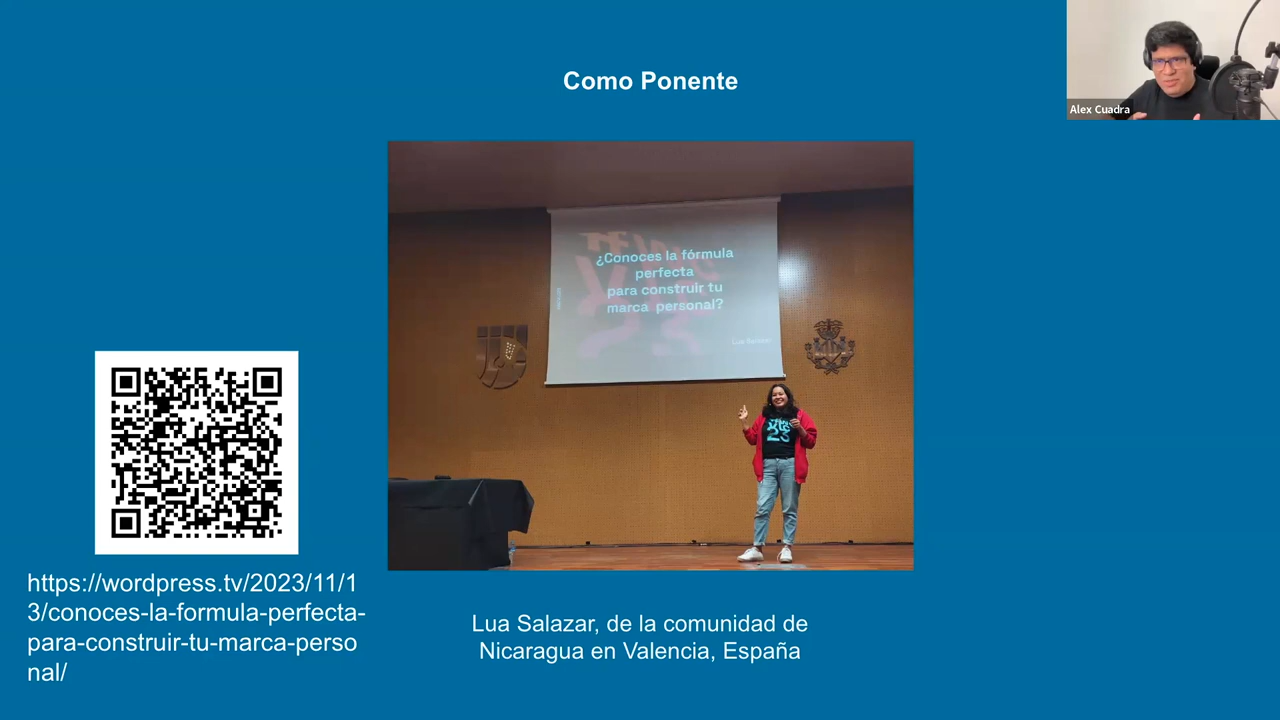 Como Ponente
Alex Cuadra
¿Conoces la fórmula
perfecta
para construir tu
marca personal?
https://wordpress.tv/2023/11/1
3/conoces-la-formula-perfecta-
para-construir-tu-marca-perso
nal/
Lua Salazar, de la comunidad de
Nicaragua en Valencia, España